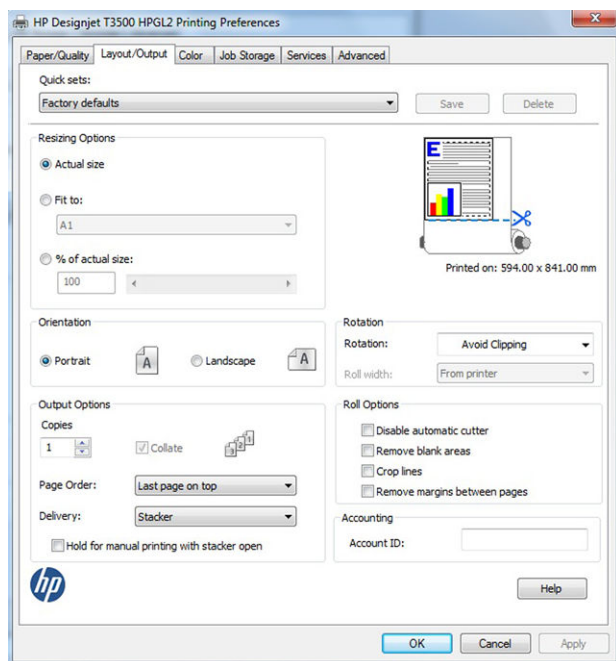 HP Designjet T3500 HPGL2 Printing Preferences
Paper/Quality Layout/Output Color Job Storage Services Advanced
Quick sets:
Factory defaults Save Delete
Resizing Options
Actual size
Fit to:
A1
% of actual size:
100
E
Printed on: 594.00 x 841.00 mm
Orientation
Portrait A Landscape A
Rotation
Rotation: Avoid Clipping
Roll width: From printer
Output Options
Copies
1 Collate 3 2 1
Page Order: Last page on top
Delivery: Stacker
Hold for manual printing with stacker open
Roll Options
Disable automatic cutter
Remove blank areas
Crop lines
Remove margins between pages
Accounting
Account ID:
hp
Help
OK Cancel Apply